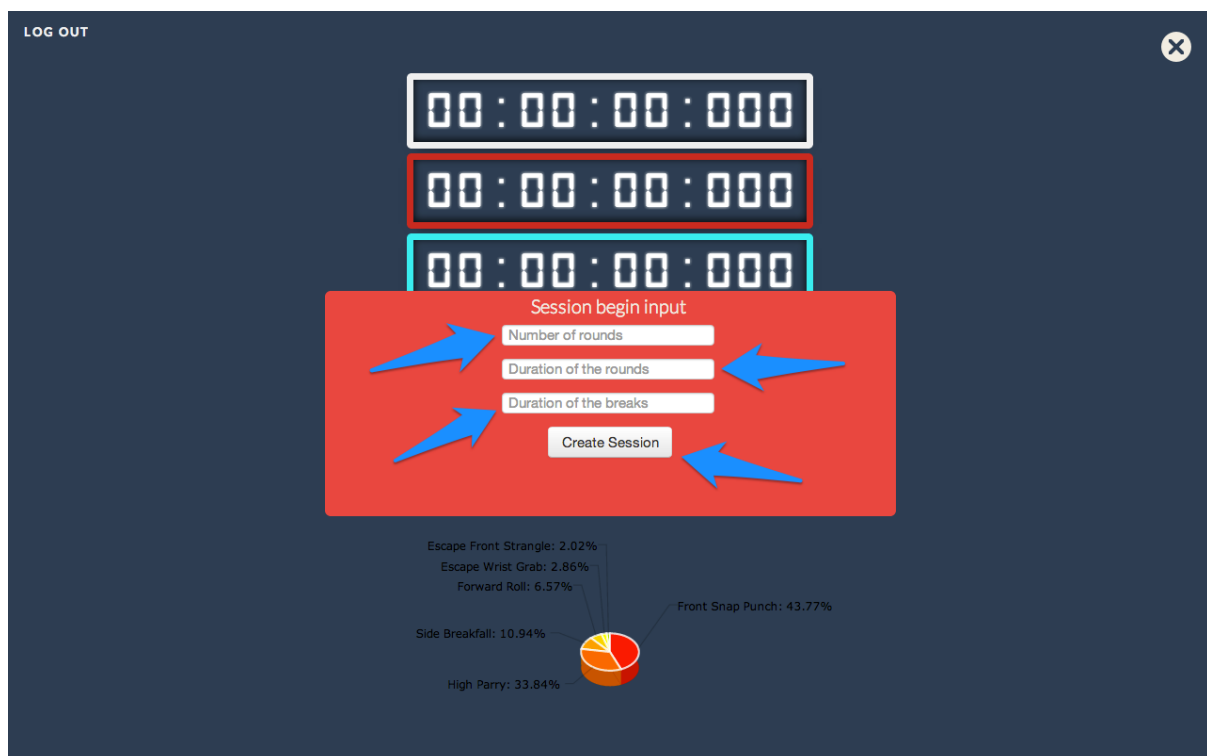 LOG OUT
00:00:00:000
00:00:00:000
00:00:00:000
Session begin input
Number of rounds
Duration of the rounds
Duration of the breaks
Create Session
Escape Front Strangle: 2.02%
Escape Wrist Grab: 2.86%
Forward Roll: 6.57%
Front Snap Punch: 43.77%
Side Breakfall: 10.94%
High Parry: 33.84%